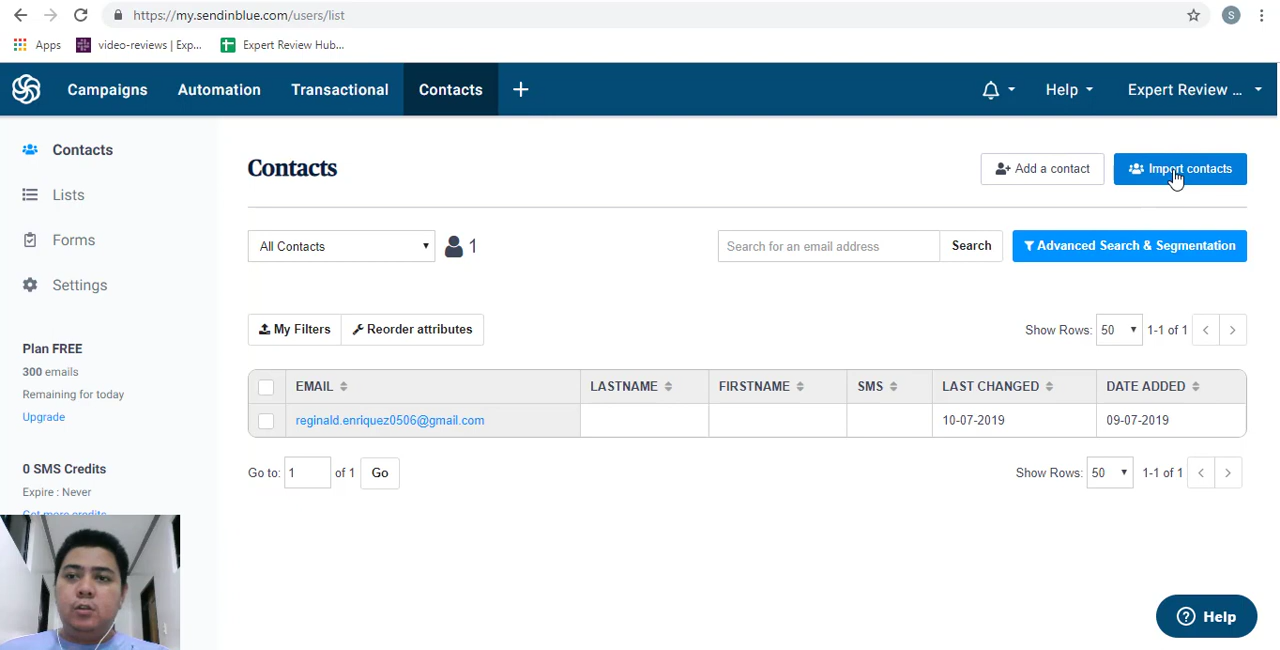 https://my.sendinblue.com/users/list
S
Apps
video-reviews | Exp...
Expert Review Hub...
Campaigns
Automation
Transactional
Contacts
+
Help
Expert Review ...
Contacts
Lists
Forms
Settings
Plan FREE
300 emails
Remaining for today
Upgrade
0 SMS Credits
Expire : Never
Get more credits
Contacts
Add a contact
Import contacts
All Contacts
1
Search for an email address
Search
Advanced Search & Segmentation
My Filters
Reorder attributes
Show Rows: 50 1-1 of 1
EMAIL LASTNAME FIRSTNAME SMS LAST CHANGED DATE ADDED
reginald.enriquez0506@gmail.com 10-07-2019 09-07-2019
Go to: 1 of 1 Go
Show Rows: 50 1-1 of 1
Help